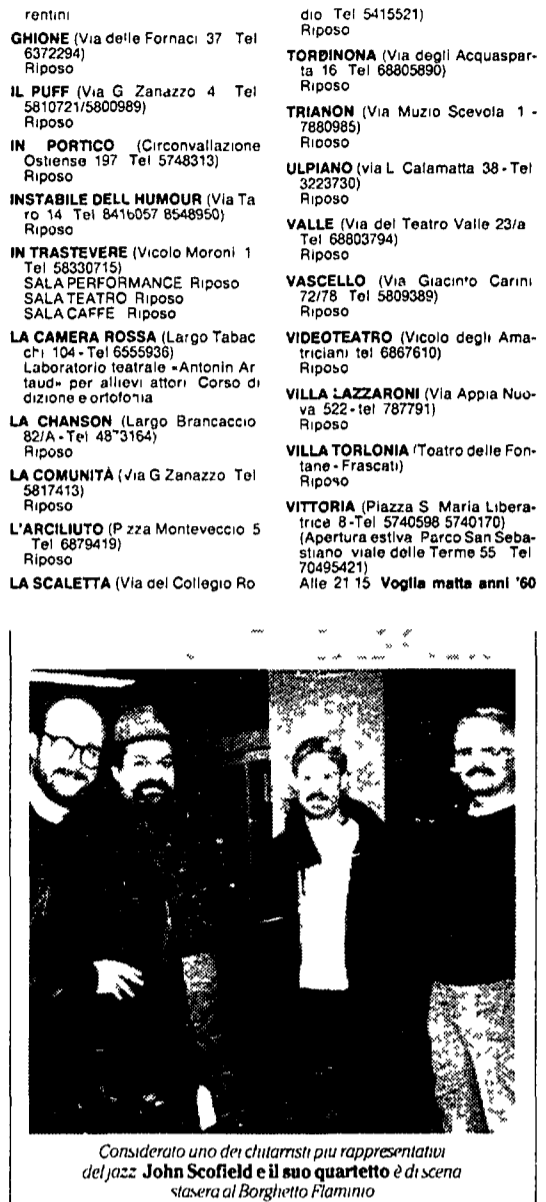 rentini
GHIONE (Via delle Fornaci 37 Tel
6372294)
Riposo
IL PUFF (Via G Zanazzo 4 Tel
5810721/5800989)
Riposo
IN PORTICO (Circonvallazione
Ostiense 197 Tel 5748313)
Riposo
INSTABILE DELL HUMOUR (Via Ta
ro 14 Tel 8416057 8548950)
Riposo
IN TRASTEVERE (Vicolo Moroni 1
Tel 58330715)
SALA PERFORMANCE Riposo
SALA TEATRO Riposo
SALA CAFFE Riposo
LA CAMERA ROSSA (Largo Tabac
chi 104 - Tel 6555936)
Laboratorio teatrale «Antonin Ar
taud» per allievi attori Corso di
dizione e ortofonia
LA CHANSON (Largo Brancaccio
82/A - Tel
Riposo
LA COMUNITÀ (Via G Zanazzo Tel
5817413)
Riposo
L'ARCILIUTO (P zza Monteveccio 5
Tel 6879419)
Riposo
LA SCALETTA (Via del Collegio Ro
dio Tel 5415521)
Riposo
TORDINONA (Via degli Acquaspar-
ta 16 Tel 68805890)
Riposo
TRIANON (Via Muzio Scevola 1 -
7880985)
Riposo
ULPIANO (via L Calamatta 38 - Tel
3223730)
Riposo
VALLE (Via del Teatro Valle 23/a
Tel 68803794)
Riposo
VASCELLO (Via Giacinto Carini
72/78 Tel 5809389)
Riposo
VIDEOTEATRO (Vicolo degli Ama-
triciani tel 6867610)
Riposo
VILLA LAZZARONI (Via Appia Nuo-
va 522 - tel 787791)
Riposo
VILLA TORLONIA (Toatro delle Fon-
tane - Frascati)
Riposo
VITTORIA (Piazza S Maria Libera-
trice 8 - Tel 5740598 5740170)
(Apertura estiva Parco San Seba-
stiano viale delle Terme 55 Tel
70495421)
Alle 21 15 Voglia matta anni '60
Considerato uno dei chitarristi piu rappresentativi
del jazz John Scofield e il suo quartetto è di scena
stasera al Borghetto Flaminio